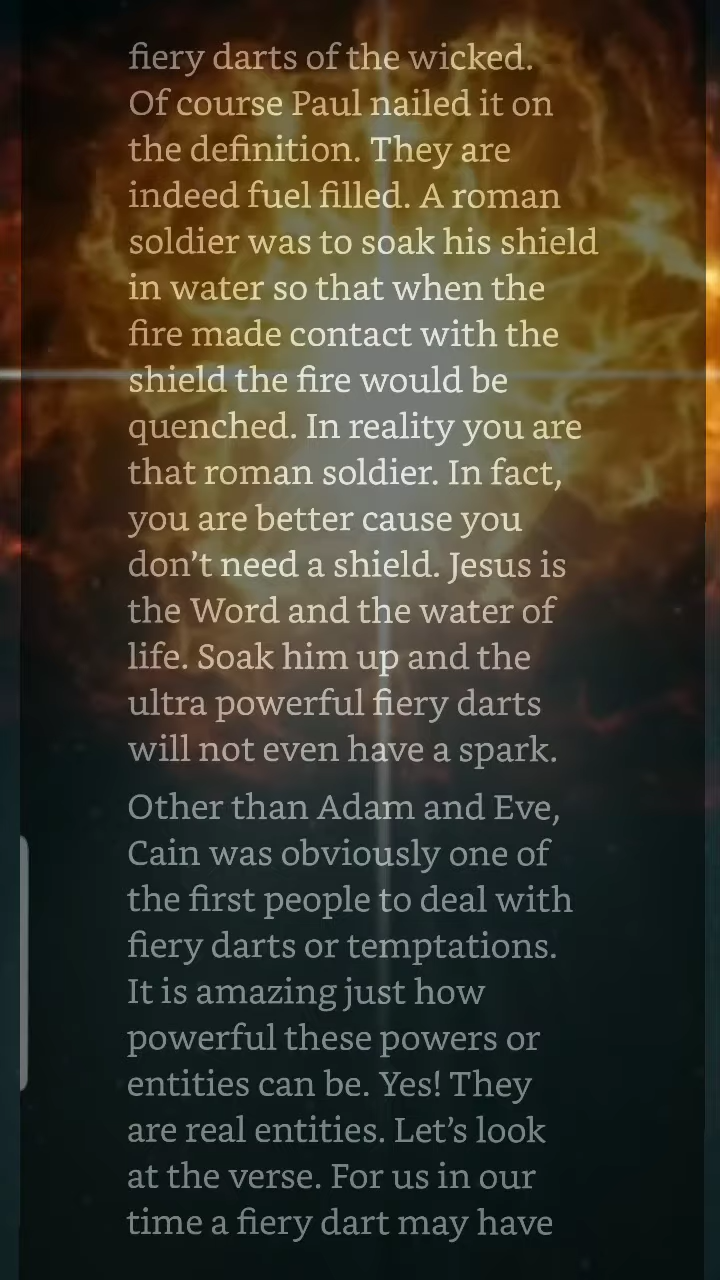 fiery darts of the wicked.
Of course Paul nailed it on
the definition. They are
indeed fuel filled. A roman
soldier was to soak his shield
in water so that when the
fire made contact with the
shield the fire would be
quenched. In reality you are
that roman soldier. In fact,
you are better cause you
don’t need a shield. Jesus is
the Word and the water of
life. Soak him up and the
ultra powerful fiery darts
will not even have a spark.
Other than Adam and Eve,
Cain was obviously one of
the first people to deal with
fiery darts or temptations.
It is amazing just how
powerful these powers or
entities can be. Yes! They
are real entities. Let’s look
at the verse. For us in our
time a fiery dart may have